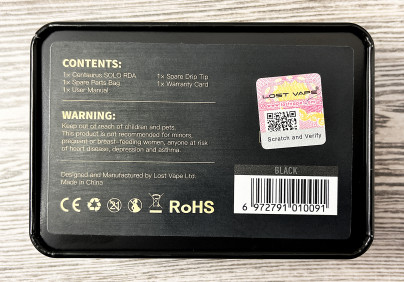 CONTENTS:
1x Centaurus SOLO RDA
1x Spare Parts Bag
1x User Manual
1x Spare Drip Tip
1x Warranty Card
WARNING:
Keep out of reach of children and pets.
This product is not recommended for minors,
pregnant or breast-feeding women, anyone at risk
of heart disease, depression and asthma.
Designed and Manufactured by Lost Vape Ltd.
Made in China
CE
RoHS
LOST VAPE
Scratch and Verify
BLACK
6 972791 010091